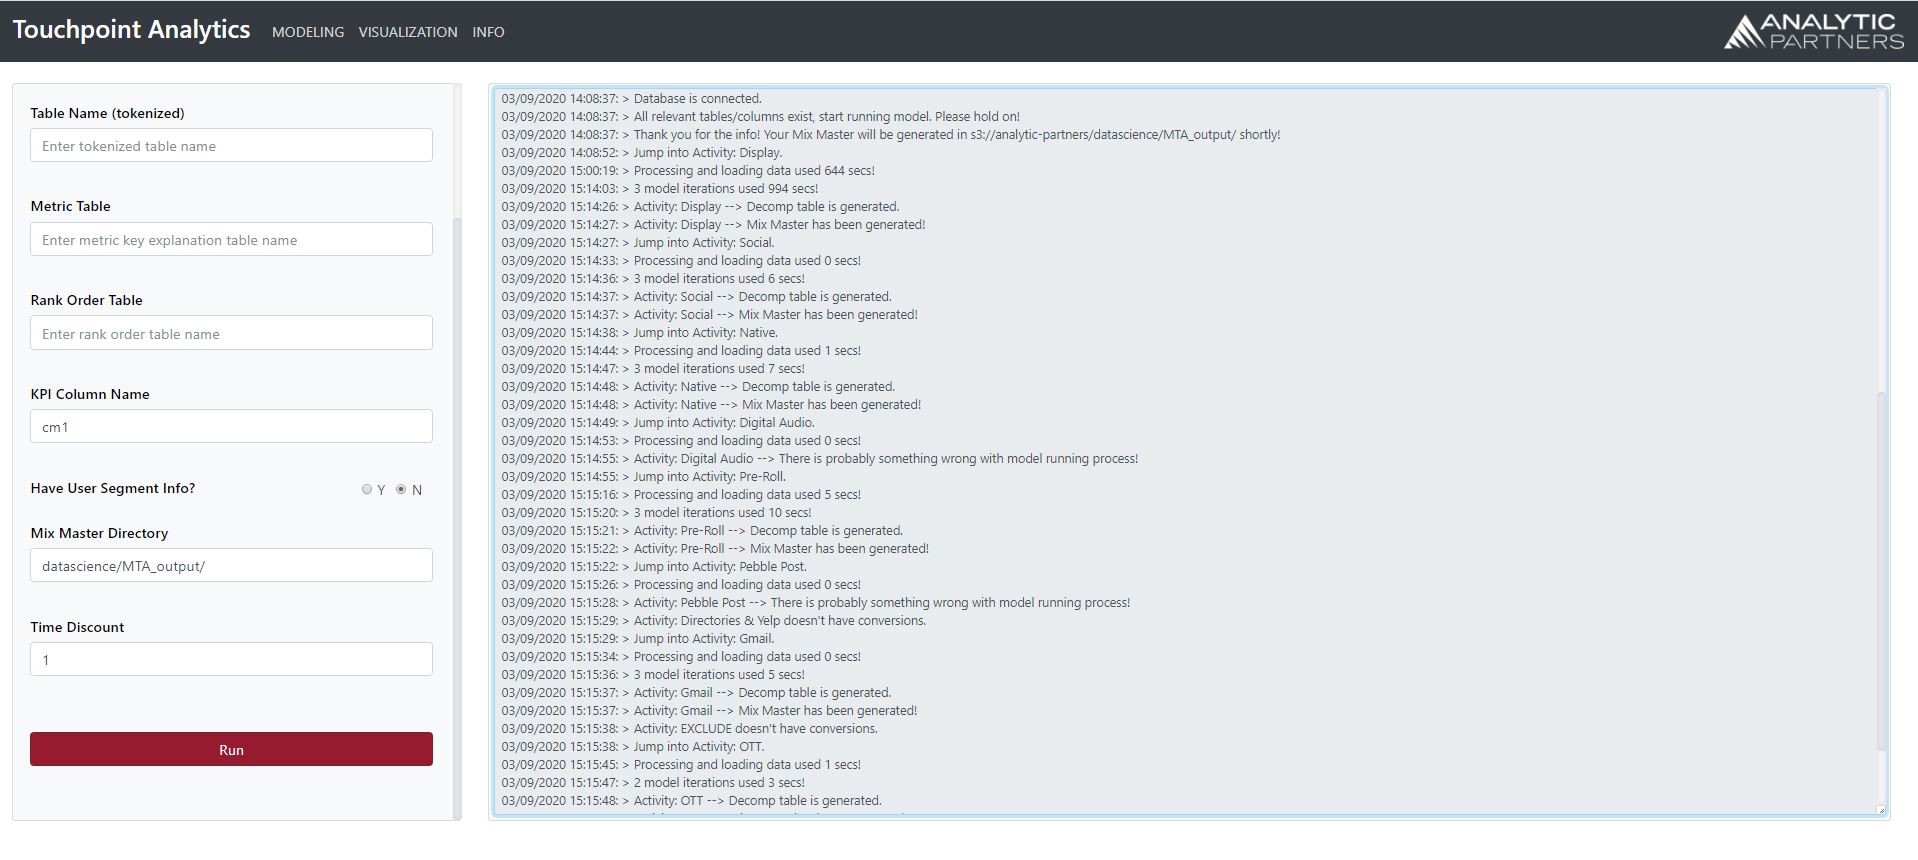 Touchpoint Analytics MODELING VISUALIZATION INFO
ANALYTIC
PARTNERS
Table Name (tokenized)
Enter tokenized table name
Metric Table
Enter metric key explanation table name
Rank Order Table
Enter rank order table name
KPI Column Name
cm1
Have User Segment Info? Y N
Mix Master Directory
datascience/MTA_output/
Time Discount
1
Run
03/09/2020 14:08:37: > Database is connected.
03/09/2020 14:08:37: > All relevant tables/columns exist, start running model. Please hold on!
03/09/2020 14:08:37: > Thank you for the info! Your Mix Master will be generated in s3://analytic-partners/datascience/MTA_output/ shortly!
03/09/2020 14:08:52: > Jump into Activity: Display.
03/09/2020 15:00:19: > Processing and loading data used 644 secs!
03/09/2020 15:14:03: > 3 model iterations used 994 secs!
03/09/2020 15:14:26: > Activity: Display --> Decomp table is generated.
03/09/2020 15:14:27: > Activity: Display --> Mix Master has been generated!
03/09/2020 15:14:27: > Jump into Activity: Social.
03/09/2020 15:14:33: > Processing and loading data used 0 secs!
03/09/2020 15:14:36: > 3 model iterations used 6 secs!
03/09/2020 15:14:37: > Activity: Social --> Decomp table is generated.
03/09/2020 15:14:37: > Activity: Social --> Mix Master has been generated!
03/09/2020 15:14:38: > Jump into Activity: Native.
03/09/2020 15:14:44: > Processing and loading data used 1 secs!
03/09/2020 15:14:47: > 3 model iterations used 7 secs!
03/09/2020 15:14:48: > Activity: Native --> Decomp table is generated.
03/09/2020 15:14:48: > Activity: Native --> Mix Master has been generated!
03/09/2020 15:14:49: > Jump into Activity: Digital Audio.
03/09/2020 15:14:53: > Processing and loading data used 0 secs!
03/09/2020 15:14:55: > Activity: Digital Audio --> There is probably something wrong with model running process!
03/09/2020 15:14:55: > Jump into Activity: Pre-Roll.
03/09/2020 15:15:16: > Processing and loading data used 5 secs!
03/09/2020 15:15:20: > 3 model iterations used 10 secs!
03/09/2020 15:15:21: > Activity: Pre-Roll --> Decomp table is generated.
03/09/2020 15:15:22: > Activity: Pre-Roll --> Mix Master has been generated!
03/09/2020 15:15:22: > Jump into Activity: Pebble Post.
03/09/2020 15:15:26: > Processing and loading data used 0 secs!
03/09/2020 15:15:28: > Activity: Pebble Post --> There is probably something wrong with model running process!
03/09/2020 15:15:29: > Activity: Directories & Yelp doesn't have conversions.
03/09/2020 15:15:29: > Jump into Activity: Gmail.
03/09/2020 15:15:34: > Processing and loading data used 0 secs!
03/09/2020 15:15:36: > 3 model iterations used 5 secs!
03/09/2020 15:15:37: > Activity: Gmail --> Decomp table is generated.
03/09/2020 15:15:37: > Activity: Gmail --> Mix Master has been generated!
03/09/2020 15:15:38: > Activity: EXCLUDE doesn't have conversions.
03/09/2020 15:15:38: > Jump into Activity: OTT.
03/09/2020 15:15:45: > Processing and loading data used 1 secs!
03/09/2020 15:15:47: > 2 model iterations used 3 secs!
03/09/2020 15:15:48: > Activity: OTT --> Decomp table is generated.